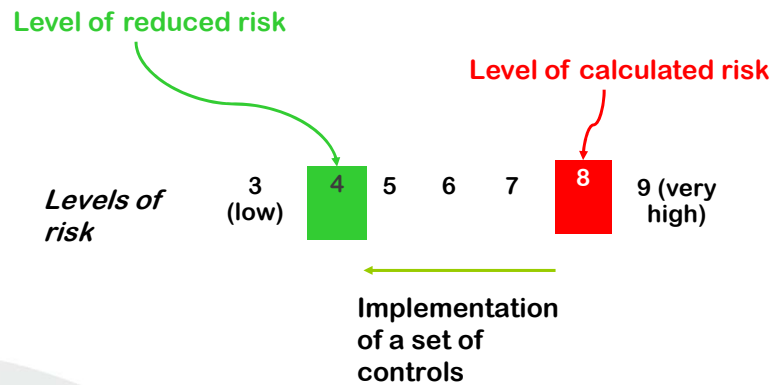 Level of reduced risk
Level of calculated risk
Levels of
risk
3
(low)
4
5
6
7
8
9 (very
high)
Implementation
of a set of
controls